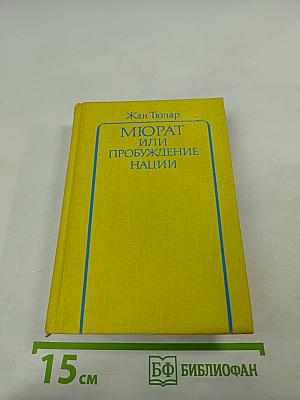 Жан Тюлар
МЮРАТ
ИЛИ
ПРОБУЖДЕНИЕ
НАЦИИ
15 см
БФ БИБЛИОФАН